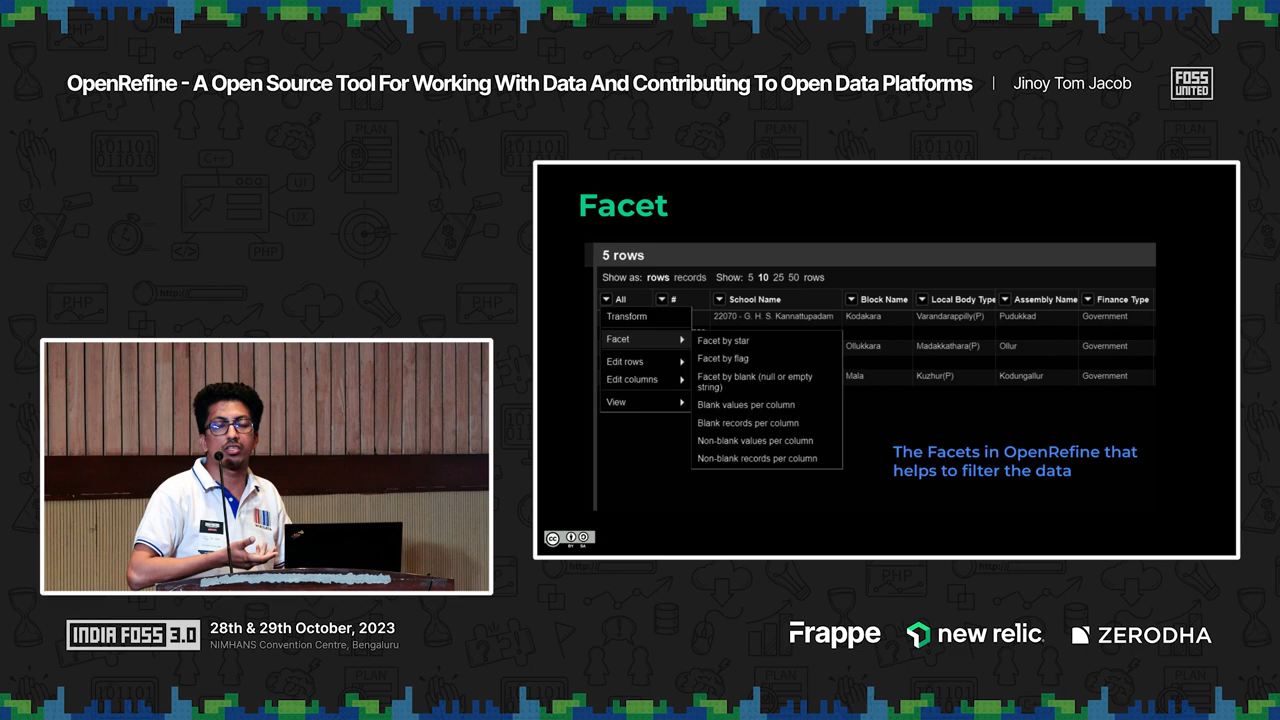 OpenRefine - A Open Source Tool For Working With Data And Contributing To Open Data Platforms | Jinoy Tom Jacob
FOSS
UNITED
Facet
5 rows
Show as: rows records Show: 5 10 25 50 rows
All # School Name Block Name Local Body Type Assembly Name Finance Type
Transform
22070 - G. H. S. Kannattupadam Kodakara Varandarappilly(P) Pudukkad Government
Facet
Edit rows
Edit columns
View
Facet by star
Facet by flag
Facet by blank (null or empty
string)
Blank values per column
Blank records per column
Non-blank values per column
Non-blank records per column
Ollukkara Madakkathara(P) Ollur Government
Mala Kuzhur(P) Kodungallur Government
The Facets in OpenRefine that
helps to filter the data
CC
BY SA
INDIA FOSS 3.0
28th & 29th October, 2023
NIMHANS Convention Centre, Bengaluru
Frappe new relic ZERODHA